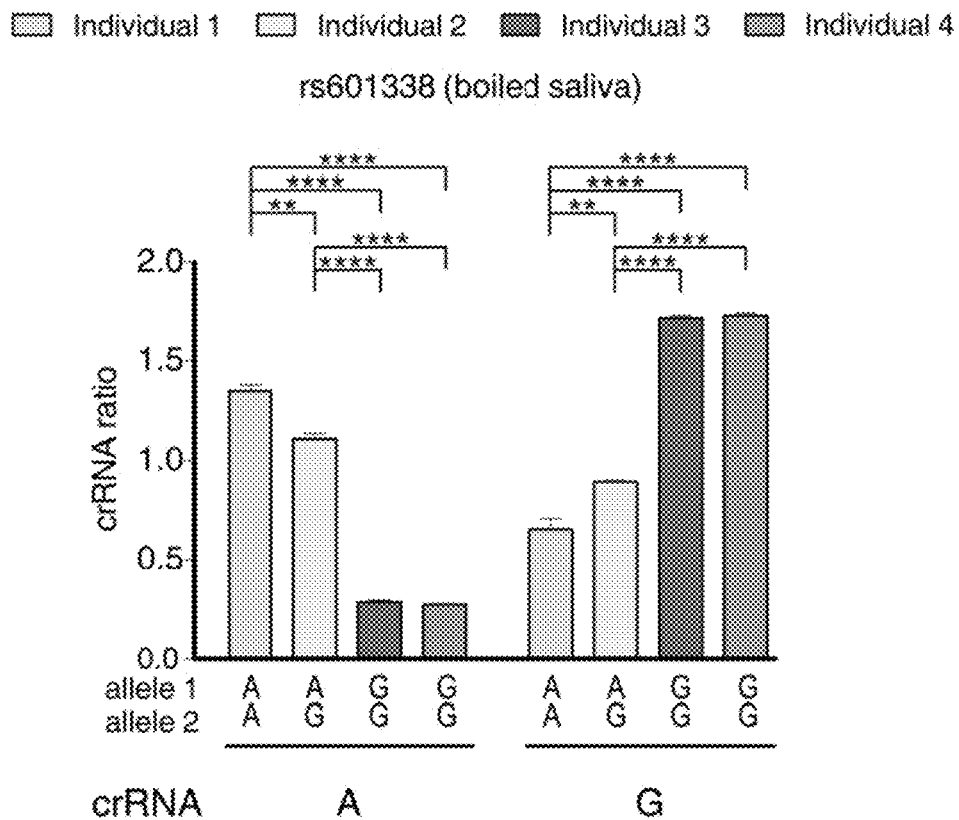 Individual 1 Individual 2 Individual 3 Individual 4
rs601338 (boiled saliva)
**** ****
**** ****
** **
**** ****
**** ****
2.0
1.5
1.0
0.5
0.0
crRNA ratio
allele 1 A A G G A A G G
allele 2 A G G G A G G G
crRNA A G